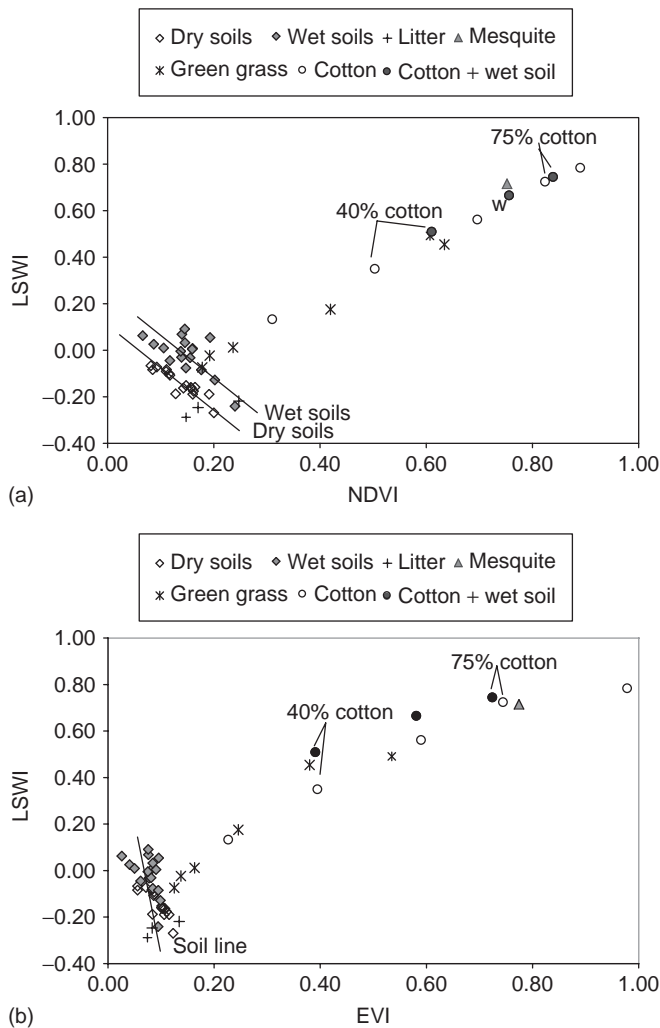 ◇ Dry soils ◆ Wet soils + Litter ▲ Mesquite
✳ Green grass ○ Cotton ● Cotton + wet soil
1.00
0.80
0.60
0.40
0.20
0.00
−0.20
−0.40
LSWI
75% cotton
w
40% cotton
Wet soils
Dry soils
0.00 0.20 0.40 0.60 0.80 1.00
(a) NDVI
◇ Dry soils ◆ Wet soils + Litter ▲ Mesquite
✳ Green grass ○ Cotton ● Cotton + wet soil
1.00
0.80
0.60
0.40
0.20
0.00
−0.20
−0.40
LSWI
75% cotton
40% cotton
Soil line
0.00 0.20 0.40 0.60 0.80 1.00
(b) EVI